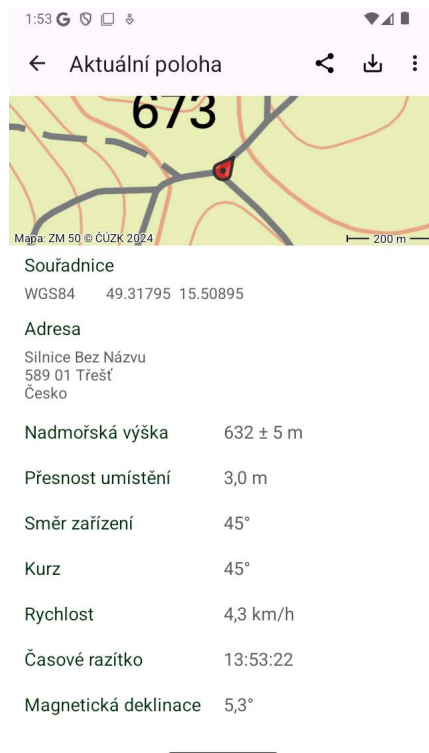 1:53
Aktuální poloha
673
Mapa: ZM 50 © ČÚZK 2024
200 m
Souřadnice
WGS84 49.31795 15.50895
Adresa
Silnice Bez Názvu
589 01 Třešť
Česko
Nadmořská výška 632 ± 5 m
Přesnost umístění 3,0 m
Směr zařízení 45°
Kurz 45°
Rychlost 4,3 km/h
Časové razítko 13:53:22
Magnetická deklinace 5,3°